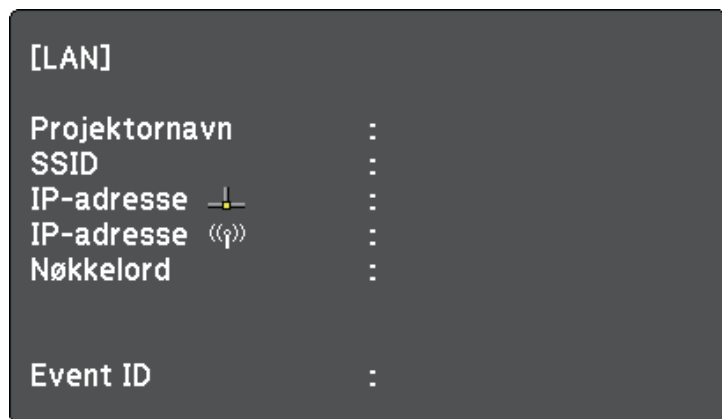 [LAN]
Projektornavn :
SSID :
IP-adresse :
IP-adresse :
Nøkkelord :
Event ID :